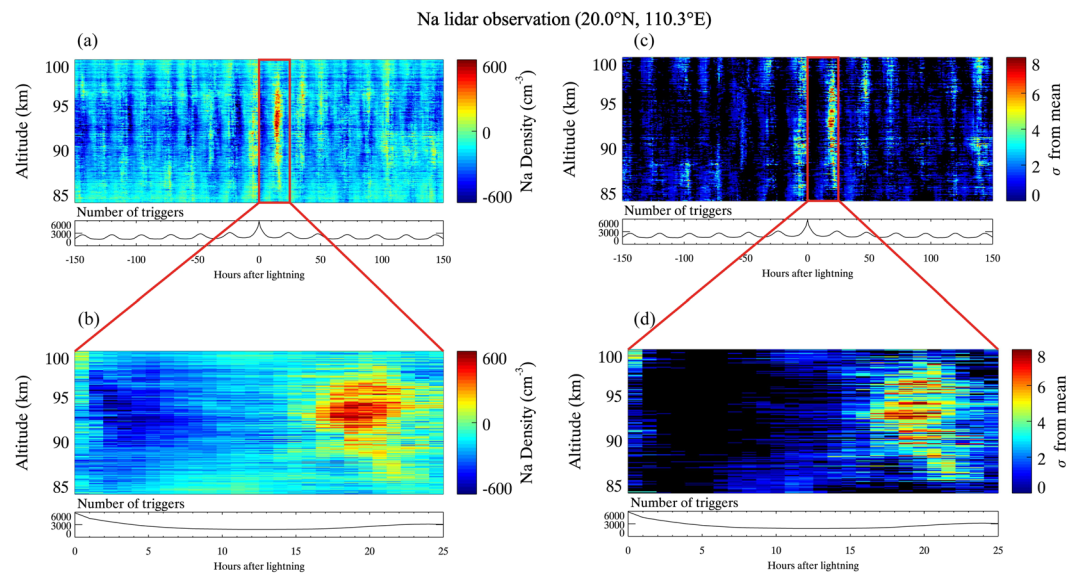 Na lidar observation (20.0°N, 110.3°E)
(a)
100
95
90
85
Altitude (km)
600
0
-600
Na Density (cm⁻³)
Number of triggers
6000
3000
0
-150 -100 -50 0 50 100 150
Hours after lightning
(c)
100
95
90
85
Altitude (km)
8
6
4
2
0
σ from mean
Number of triggers
6000
3000
0
-150 -100 -50 0 50 100 150
Hours after lightning
(b)
100
95
90
85
Altitude (km)
600
0
-600
Na Density (cm⁻³)
Number of triggers
6000
3000
0
0 5 10 15 20 25
Hours after lightning
(d)
100
95
90
85
Altitude (km)
8
6
4
2
0
σ from mean
Number of triggers
6000
3000
0
0 5 10 15 20 25
Hours after lightning